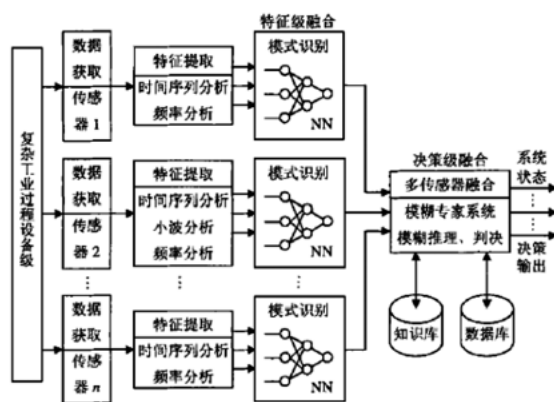 特征级融合
复杂工业过程设备级
数据
获取
传感
器1
特征提取
时间序列分析
频率分析
模式识别
NN
数据
获取
传感
器2
特征提取
时间序列分析
小波分析
频率分析
模式识别
NN
数据
获取
传感
器n
特征提取
时间序列分析
频率分析
模式识别
NN
决策级融合
多传感器融合
模糊专家系统
模糊推理、判决
系统
状态
决策
输出
知识库
数据库